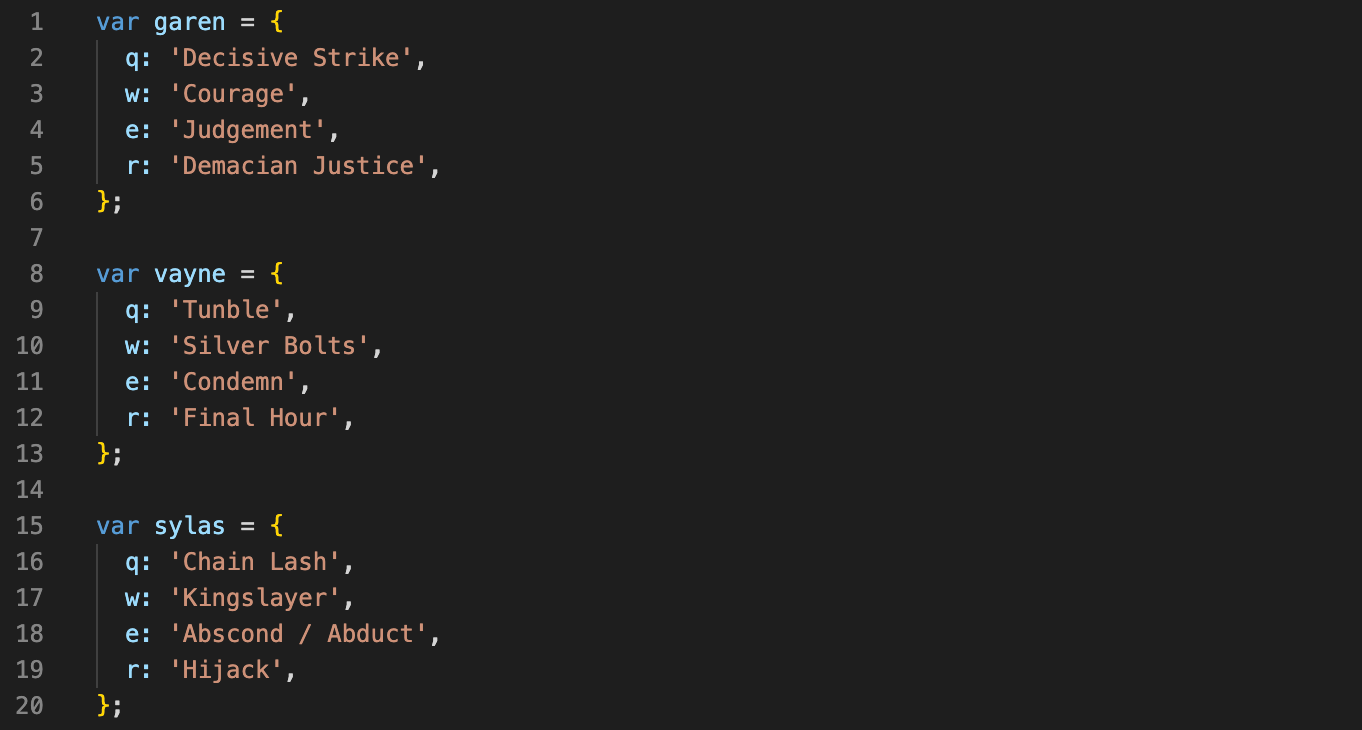 1 var garen = {
2 q: 'Decisive Strike',
3 w: 'Courage',
4 e: 'Judgement',
5 r: 'Demacian Justice',
6 };
7
8 var vayne = {
9 q: 'Tunble',
10 w: 'Silver Bolts',
11 e: 'Condemn',
12 r: 'Final Hour',
13 };
14
15 var sylas = {
16 q: 'Chain Lash',
17 w: 'Kingslayer',
18 e: 'Abscond / Abduct',
19 r: 'Hijack',
20 };